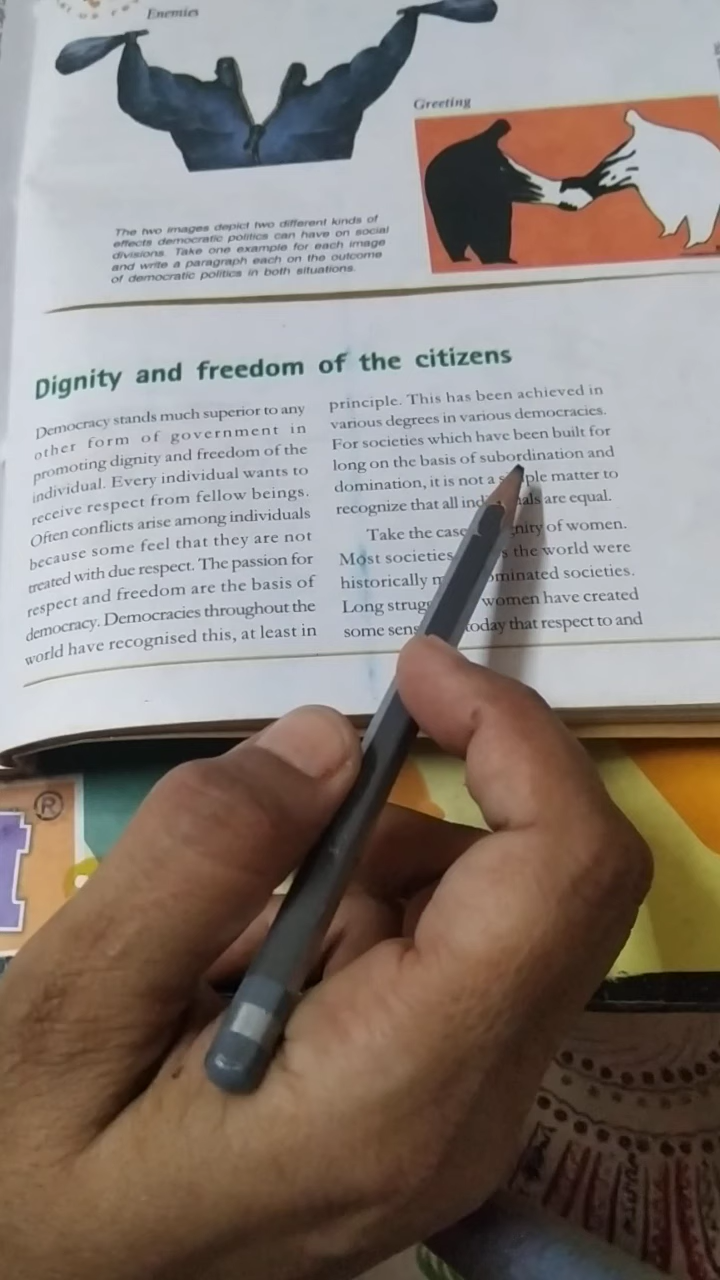 Enemies
Greeting
The two images depict two different kinds of
effects democratic politics can have on social
divisions. Take one example for each image
and write a paragraph each on the outcome
of democratic politics in both situations.
Dignity and freedom of the citizens
Democracy stands much superior to any
other form of government in
promoting dignity and freedom of the
individual. Every individual wants to
receive respect from fellow beings.
Often conflicts arise among individuals
because some feel that they are not
treated with due respect. The passion for
respect and freedom are the basis of
democracy. Democracies throughout the
world have recognised this, at least in
principle. This has been achieved in
various degrees in various democracies.
For societies which have been built for
long on the basis of subordination and
domination, it is not a matter to
recognize that all are equal.
Take the case of women.
Most societies the world were
historically societies.
Long women have created
some today that respect to and
®